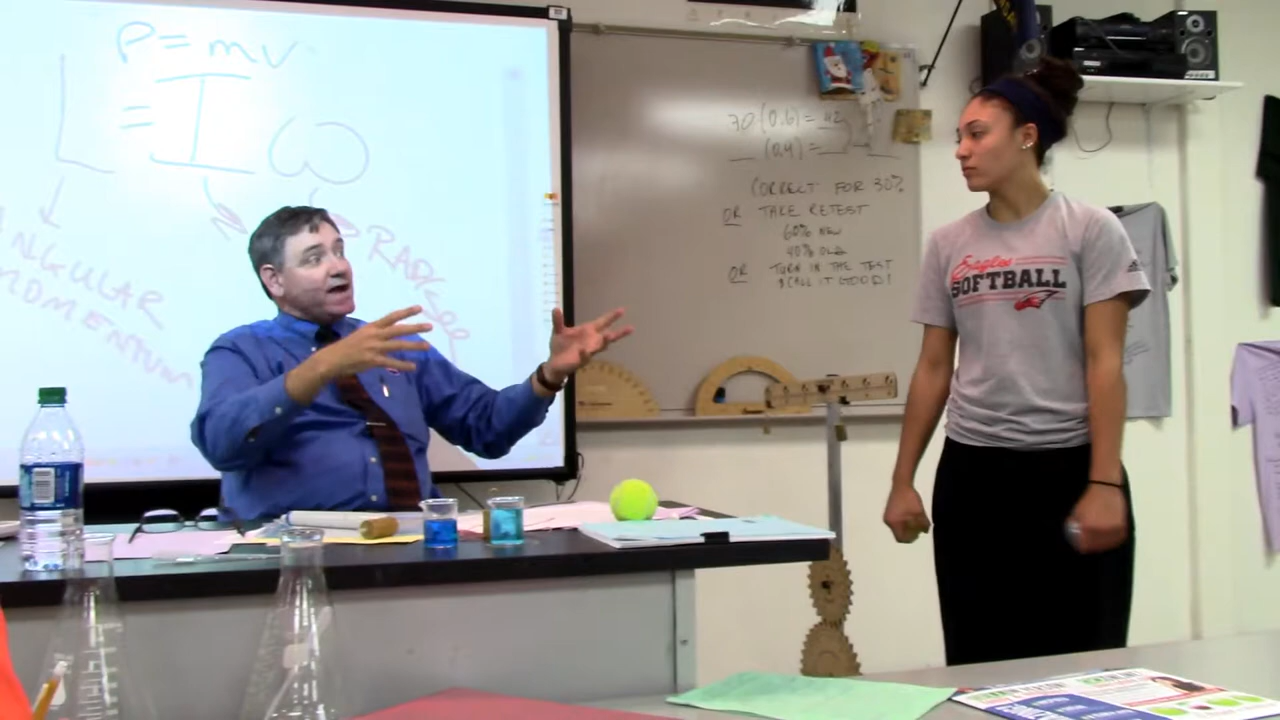 P = mv
L = I ω
ANGULAR
MOMENTUM
RAD/SEC
70(0.6) = 42
(0.4) =
CORRECT FOR 30%
OR TAKE RETEST
60% NEW
40% OLD
OR TURN IN THE TEST
& CALL IT GOOD!
Eagles
SOFTBALL